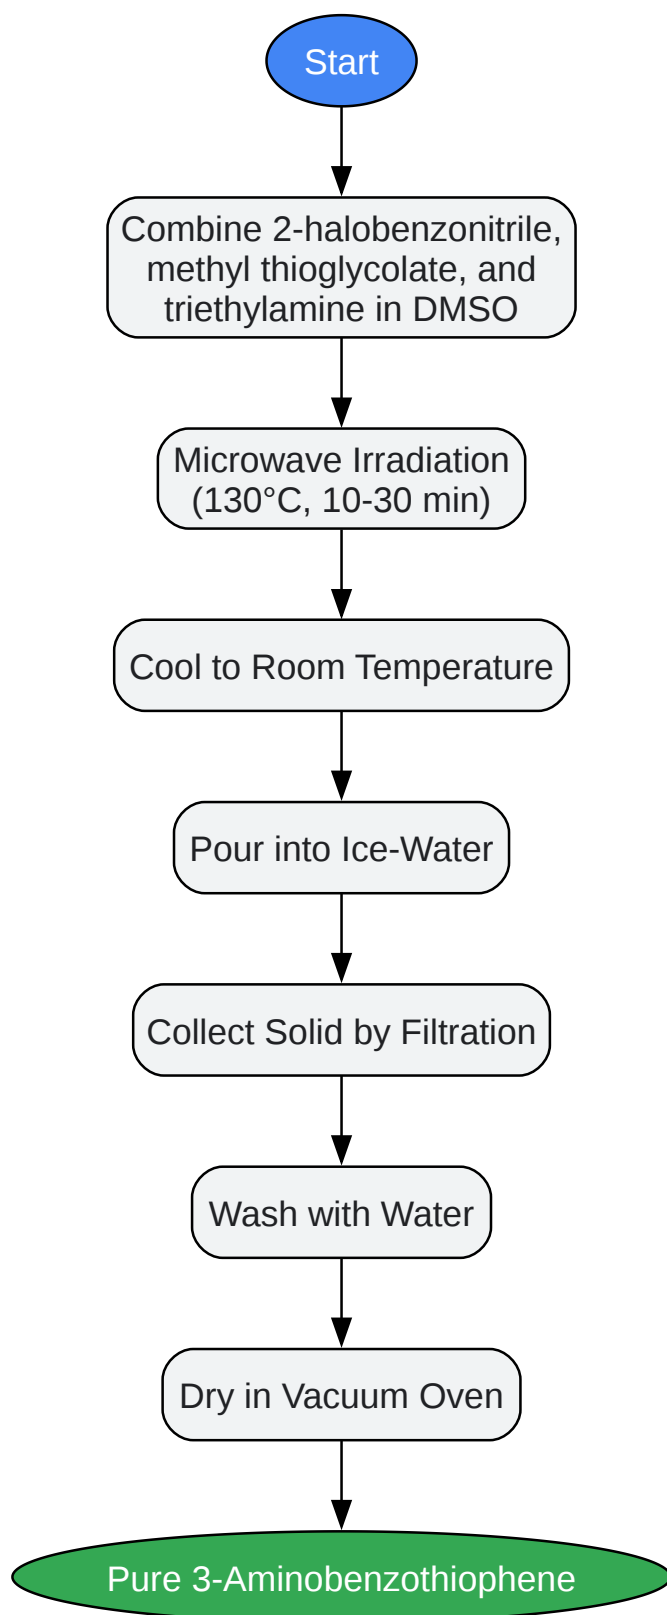 Start
Combine 2-halobenzonitrile,
methyl thioglycolate, and
triethylamine in DMSO
Microwave Irradiation
(130°C, 10-30 min)
Cool to Room Temperature
Pour into Ice-Water
Collect Solid by Filtration
Wash with Water
Dry in Vacuum Oven
Pure 3-Aminobenzothiophene